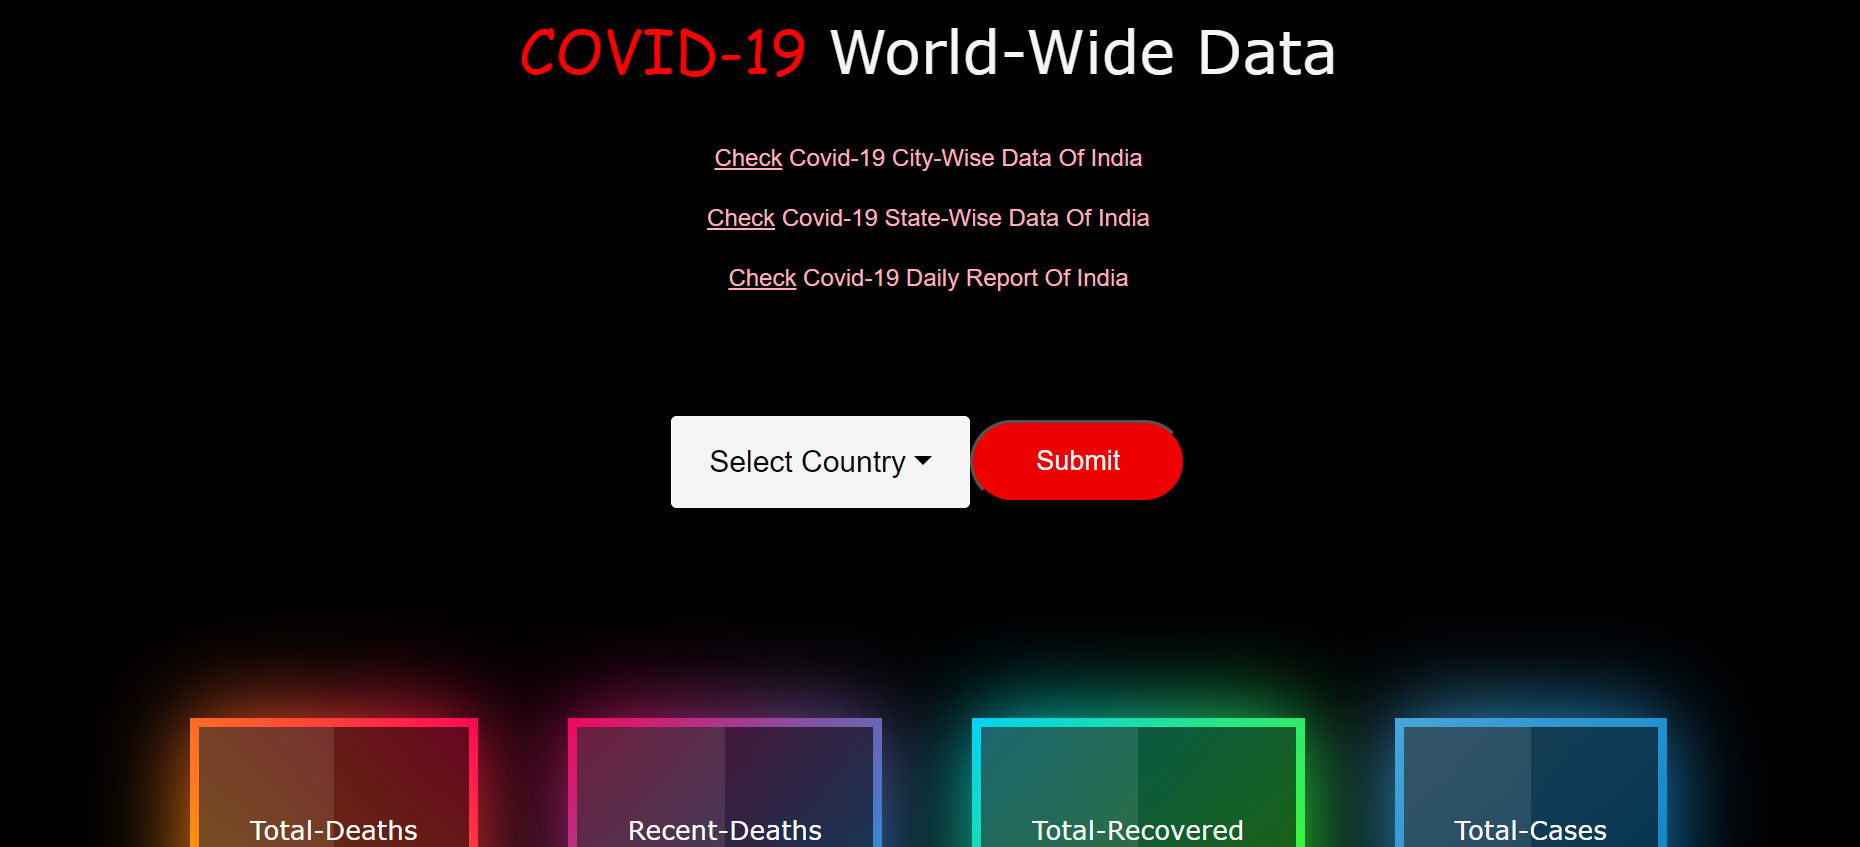 COVID-19 World-Wide Data
Check Covid-19 City-Wise Data Of India
Check Covid-19 State-Wise Data Of India
Check Covid-19 Daily Report Of India
Select Country Submit
Total-Deaths Recent-Deaths Total-Recovered Total-Cases